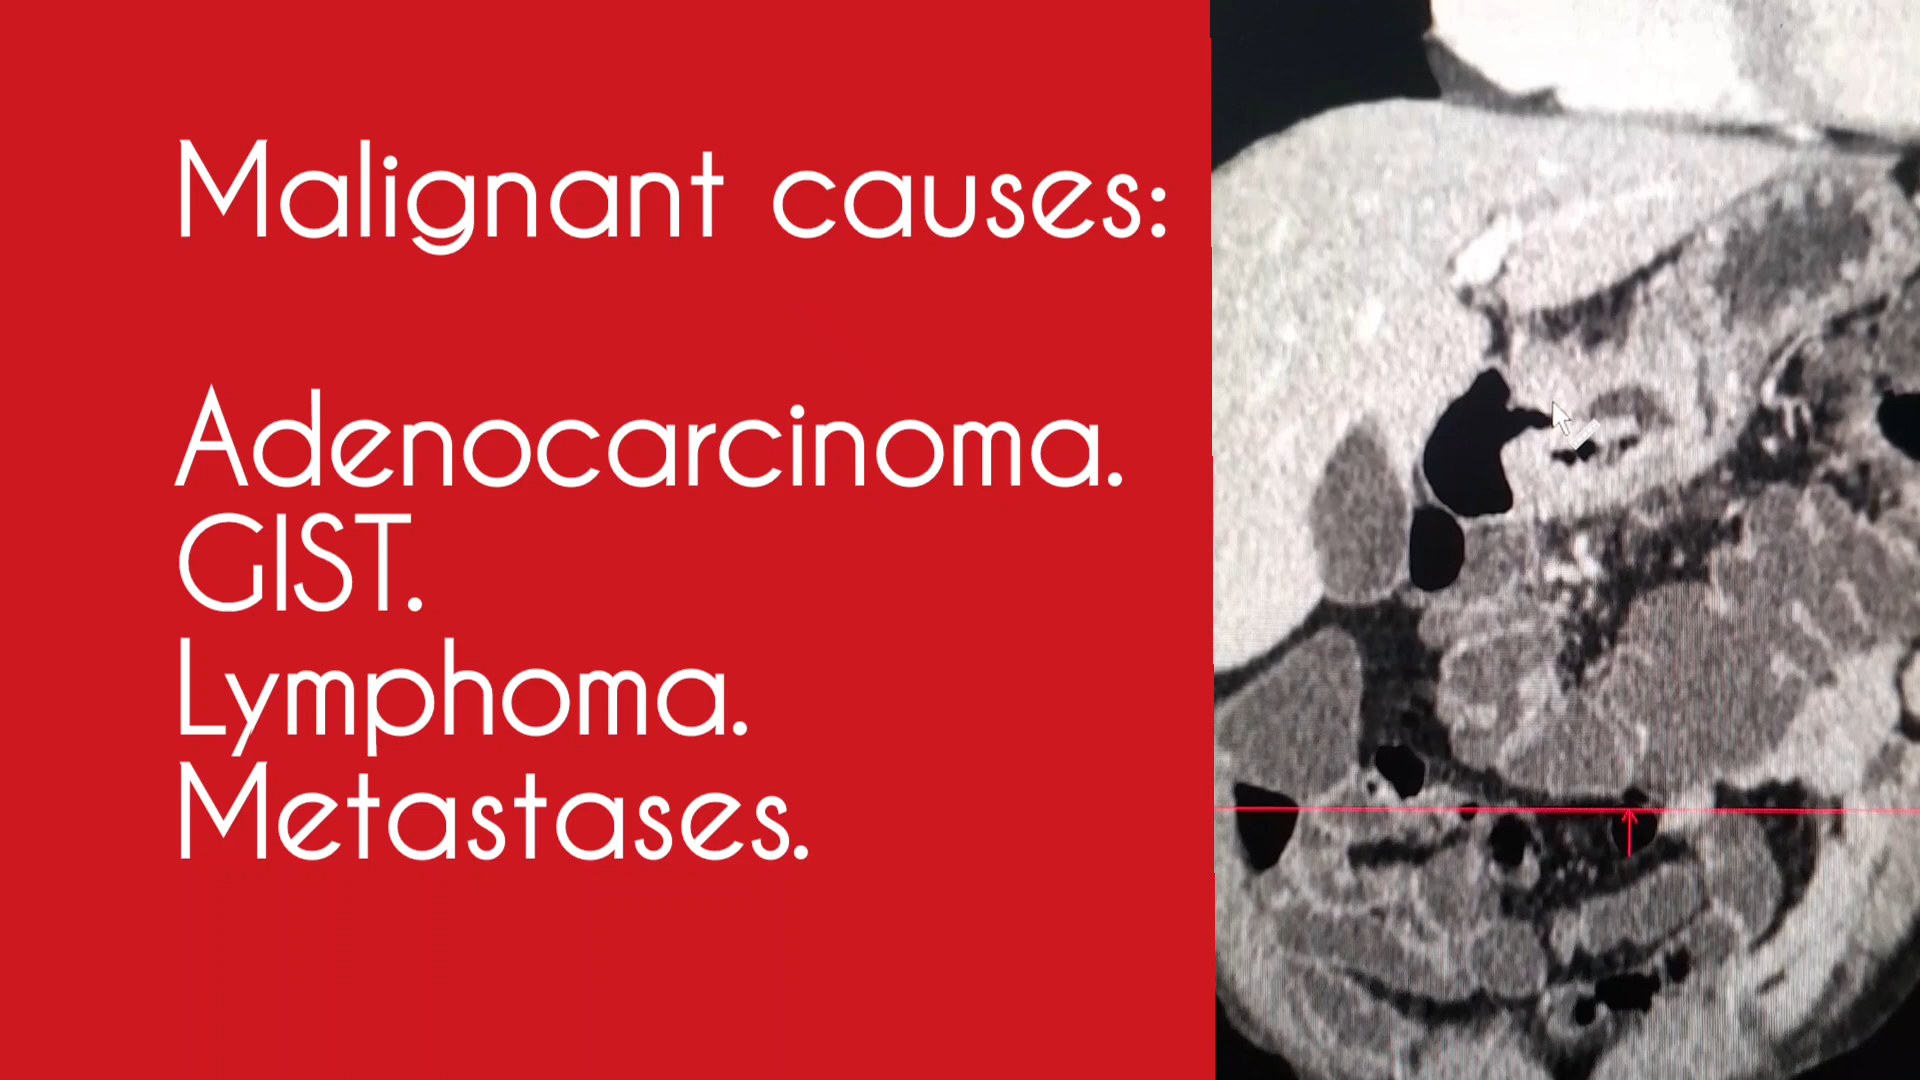 Malignant causes:
Adenocarcinoma.
GIST.
Lymphoma.
Metastases.